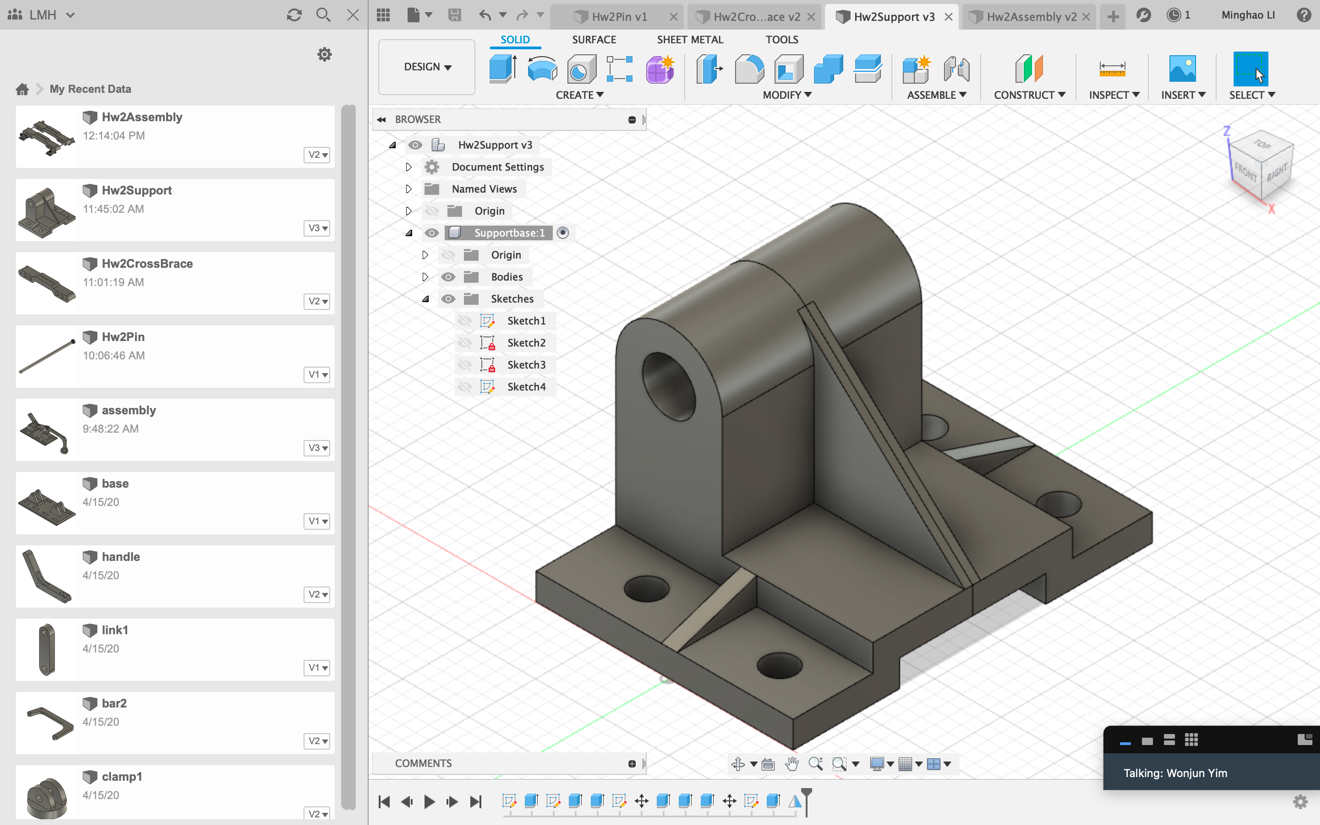 LMH
My Recent Data
Hw2Assembly
12:14:04 PM
V2
Hw2Support
11:45:02 AM
V3
Hw2CrossBrace
11:01:19 AM
V2
Hw2Pin
10:06:46 AM
V1
assembly
9:48:22 AM
V3
base
4/15/20
V1
handle
4/15/20
V2
link1
4/15/20
V1
bar2
4/15/20
V2
clamp1
4/15/20
V2
Hw2Pin v1
Hw2Cro...ace v2
Hw2Support v3
Hw2Assembly v2
1
Minghao LI
DESIGN
SOLID
SURFACE
SHEET METAL
TOOLS
CREATE
MODIFY
ASSEMBLE
CONSTRUCT
INSPECT
INSERT
SELECT
BROWSER
Hw2Support v3
Document Settings
Named Views
Origin
Supportbase:1
Origin
Bodies
Sketches
Sketch1
Sketch2
Sketch3
Sketch4
Z
TOP
FRONT
RIGHT
X
COMMENTS
Talking: Wonjun Yim